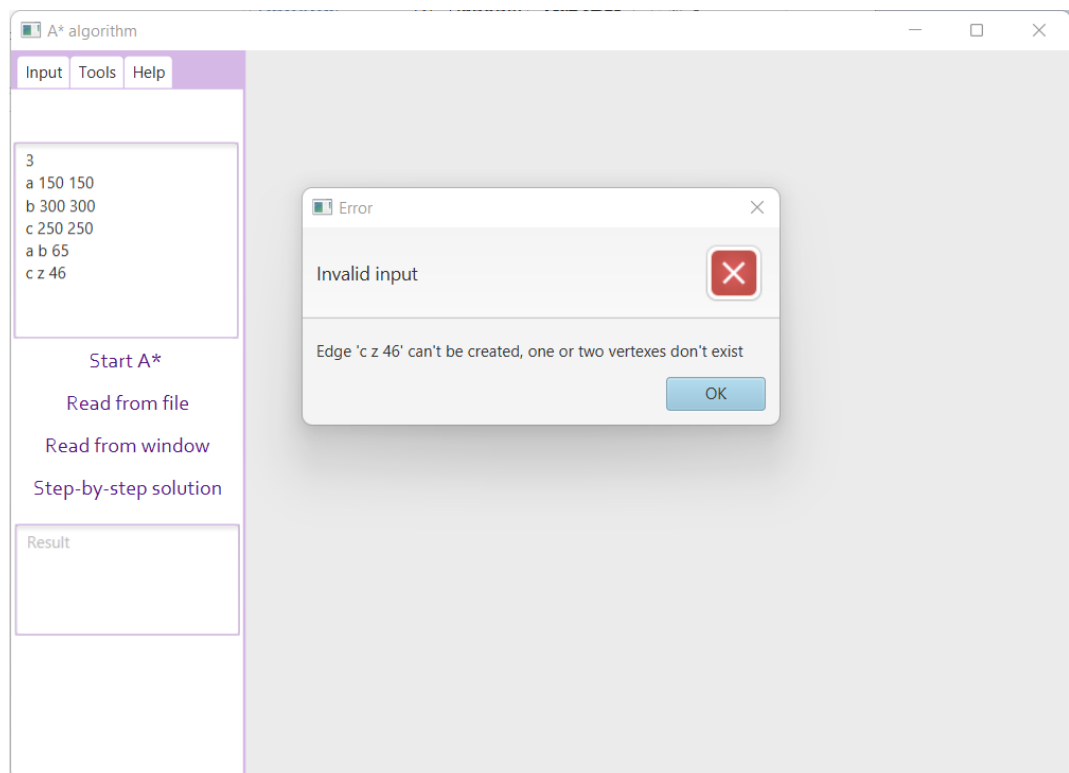 A* algorithm
Input Tools Help
3
a 150 150
b 300 300
c 250 250
a b 65
c z 46
Start A*
Read from file
Read from window
Step-by-step solution
Result
Error
Invalid input
Edge 'c z 46' can't be created, one or two vertexes don't exist
OK